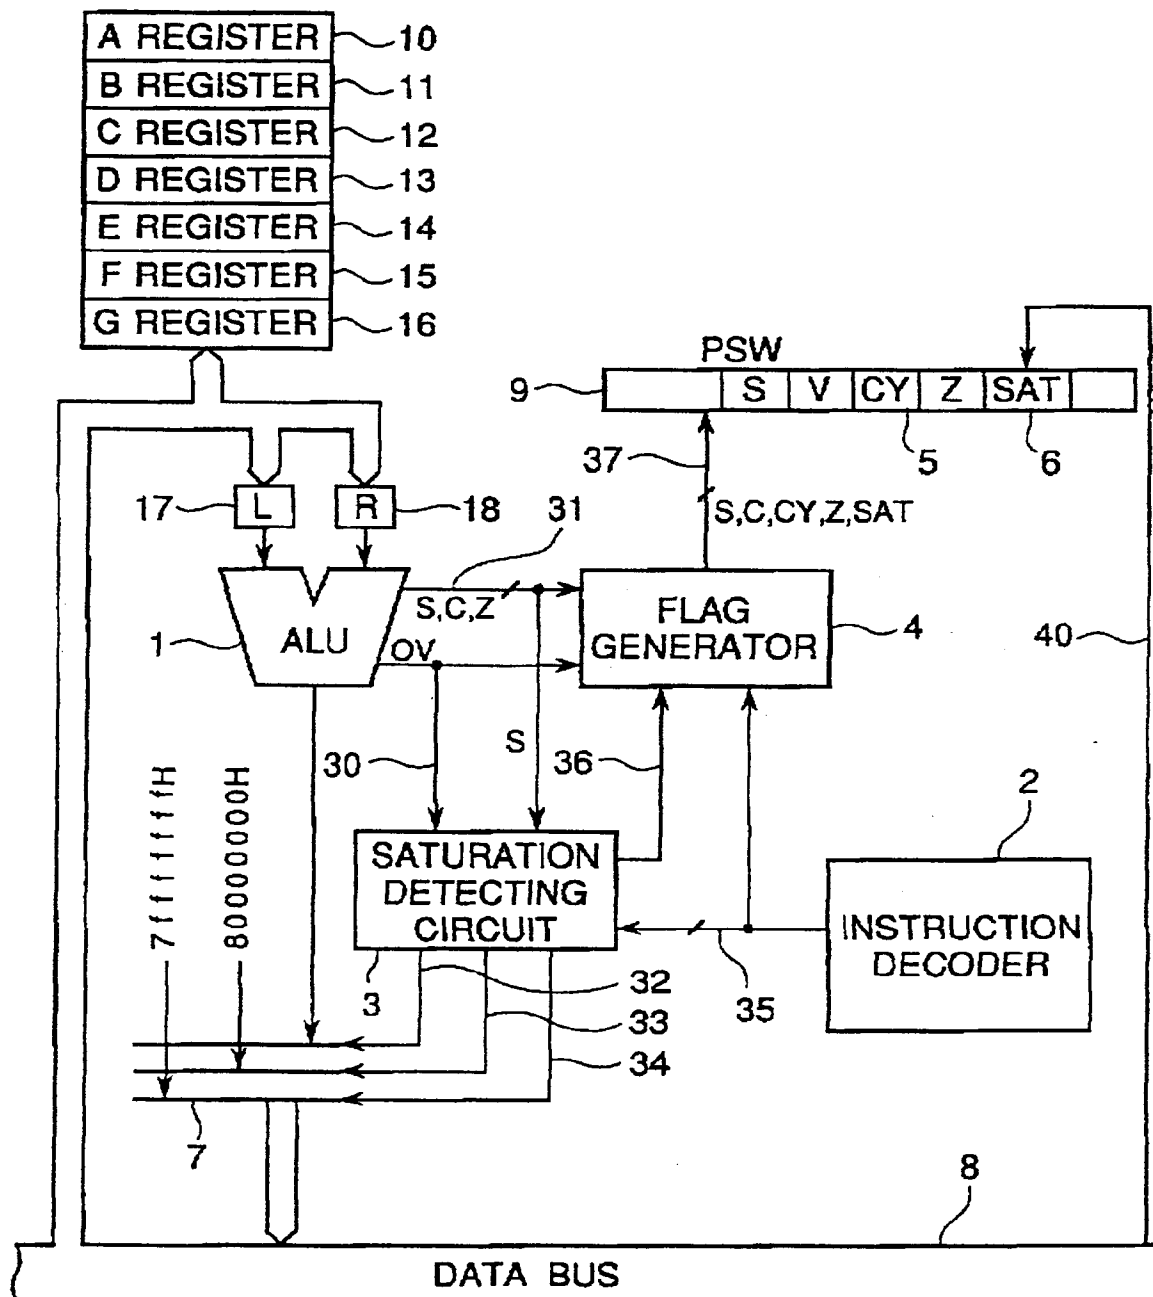 A REGISTER 10
B REGISTER 11
C REGISTER 12
D REGISTER 13
E REGISTER 14
F REGISTER 15
G REGISTER 16
PSW
9 S V CY Z SAT
37 5 6
17 L R 18 31
S,C,CY,Z,SAT
S,C,Z
FLAG
GENERATOR
4
40
1 ALU OV
30 S 36
7fffffffH
80000000H
2
SATURATION
DETECTING
CIRCUIT
INSTRUCTION
DECODER
3 32 35
33
34
7
8
DATA BUS